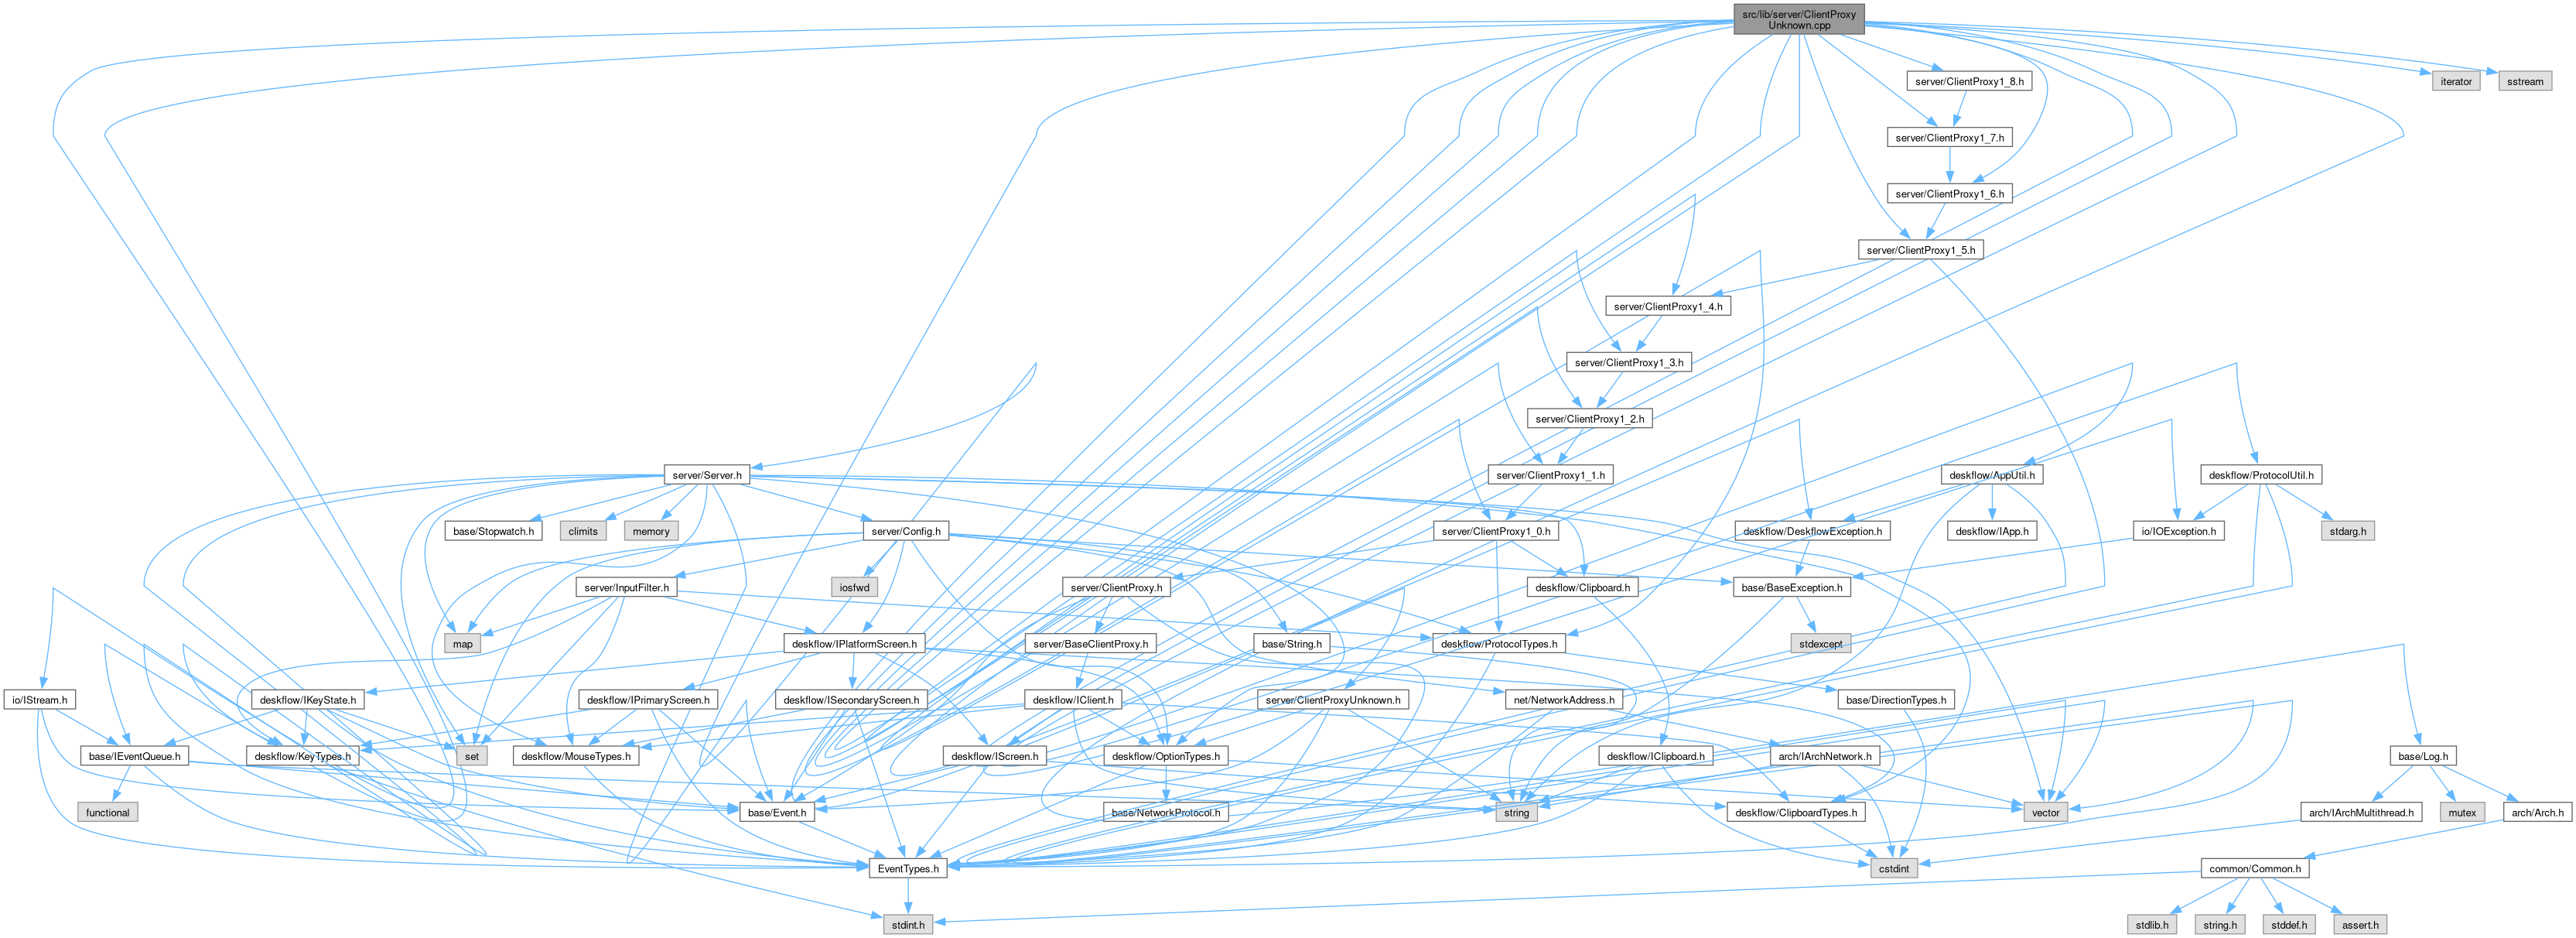 src/lib/server/ClientProxy
Unknown.cpp
server/ClientProxy1_8.h
iterator
sstream
server/ClientProxy1_7.h
server/ClientProxy1_6.h
server/ClientProxy1_5.h
server/ClientProxy1_4.h
server/ClientProxy1_3.h
server/ClientProxy1_2.h
server/Server.h
server/ClientProxy1_1.h
deskflow/AppUtil.h
deskflow/ProtocolUtil.h
base/Stopwatch.h
climits
memory
server/Config.h
server/ClientProxy1_0.h
deskflow/DeskflowException.h
deskflow/IApp.h
io/IOException.h
stdarg.h
server/InputFilter.h
iosfwd
server/ClientProxy.h
deskflow/Clipboard.h
base/BaseException.h
map
deskflow/IPlatformScreen.h
server/BaseClientProxy.h
base/String.h
deskflow/ProtocolTypes.h
stdexcept
io/IStream.h
deskflow/IKeyState.h
deskflow/IPrimaryScreen.h
deskflow/ISecondaryScreen.h
deskflow/IClient.h
server/ClientProxyUnknown.h
net/NetworkAddress.h
base/DirectionTypes.h
base/IEventQueue.h
deskflow/KeyTypes.h
set
deskflow/MouseTypes.h
deskflow/IScreen.h
deskflow/OptionTypes.h
deskflow/IClipboard.h
arch/IArchNetwork.h
base/Log.h
functional
base/Event.h
base/NetworkProtocol.h
string
deskflow/ClipboardTypes.h
vector
arch/IArchMultithread.h
mutex
arch/Arch.h
EventTypes.h
cstdint
common/Common.h
stdint.h
stdlib.h
string.h
stddef.h
assert.h